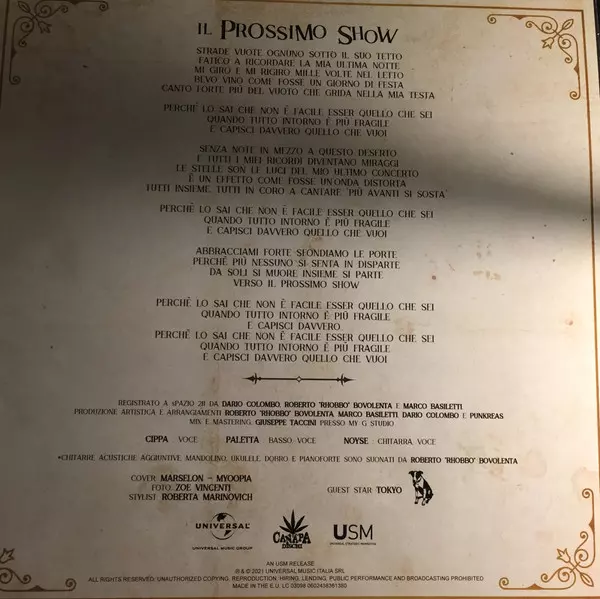 IL PROSSIMO SHOW
STRADE VUOTE OGNUNO SOTTO IL SUO TETTO
FATICO A RICORDARE LA MIA ULTIMA NOTTE
MI GIRO E MI RIGIRO MILLE VOLTE NEL LETTO
BEVO VINO COME FOSSE UN GIORNO DI FESTA
CANTO FORTE PIÙ DEL VUOTO CHE GRIDA NELLA MIA TESTA
PERCHÈ LO SAI CHE NON È FACILE ESSER QUELLO CHE SEI
QUANDO TUTTO INTORNO È PIÙ FRAGILE
E CAPISCI DAVVERO QUELLO CHE VUOI
SENZA NOTE IN MEZZO A QUESTO DESERTO
E TUTTI I MIEI RICORDI DIVENTANO MIRAGGI
LE STELLE SON LE LUCI DEL MIO ULTIMO CONCERTO
È UN EFFETTO COME FOSSE UN'ONDA DISTORTA
TUTTI INSIEME, TUTTI IN CORO A CANTARE "PIÙ AVANTI SI SOSTA"
PERCHÈ LO SAI CHE NON È FACILE ESSER QUELLO CHE SEI
QUANDO TUTTO INTORNO È PIÙ FRAGILE
E CAPISCI DAVVERO QUELLO CHE VUOI
ABBRACCIAMI FORTE SFONDIAMO LE PORTE
PERCHÈ PIÙ NESSUNO SI SENTA IN DISPARTE
DA SOLI SI MUORE INSIEME SI PARTE
VERSO IL PROSSIMO SHOW
PERCHÈ LO SAI CHE NON È FACILE ESSER QUELLO CHE SEI
QUANDO TUTTO INTORNO È PIÙ FRAGILE
E CAPISCI DAVVERO
PERCHÈ LO SAI CHE NON È FACILE ESSER QUELLO CHE SEI
QUANDO TUTTO INTORNO È PIÙ FRAGILE
E CAPISCI DAVVERO QUELLO CHE VUOI
REGISTRATO A SPAZIO 211 DA DARIO COLOMBO, ROBERTO "RHOBBO" BOVOLENTA E MARCO BASILETTI
PRODUZIONE ARTISTICA E ARRANGIAMENTI ROBERTO "RHOBBO" BOVOLENTA, MARCO BASILETTI, DARIO COLOMBO E PUNKREAS
MIX E MASTERING: GIUSEPPE TACCINI PRESSO MY G STUDIO
CIPPA: VOCE PALETTA: BASSO, VOCE NOYSE: CHITARRA, VOCE
*CHITARRE ACUSTICHE AGGIUNTIVE, MANDOLINO, UKULELE, DOBRO E PIANOFORTE SONO SUONATI DA ROBERTO "RHOBBO" BOVOLENTA
COVER: MARSELON - MYOOPIA
FOTO: ZOE VINCENTI
STYLIST: ROBERTA MARINOVICH
GUEST STAR TOKYO
UNIVERSAL
UNIVERSAL MUSIC GROUP
CANAPA
DISCHI
USM
UNIVERSAL STRATEGIC MARKETING
AN USM RELEASE
℗ & © 2021 UNIVERSAL MUSIC ITALIA SRL
ALL RIGHTS RESERVED. UNAUTHORIZED COPYING, REPRODUCTION, HIRING, LENDING, PUBLIC PERFORMANCE AND BROADCASTING PROHIBITED
MADE IN THE E.U. LC 03098